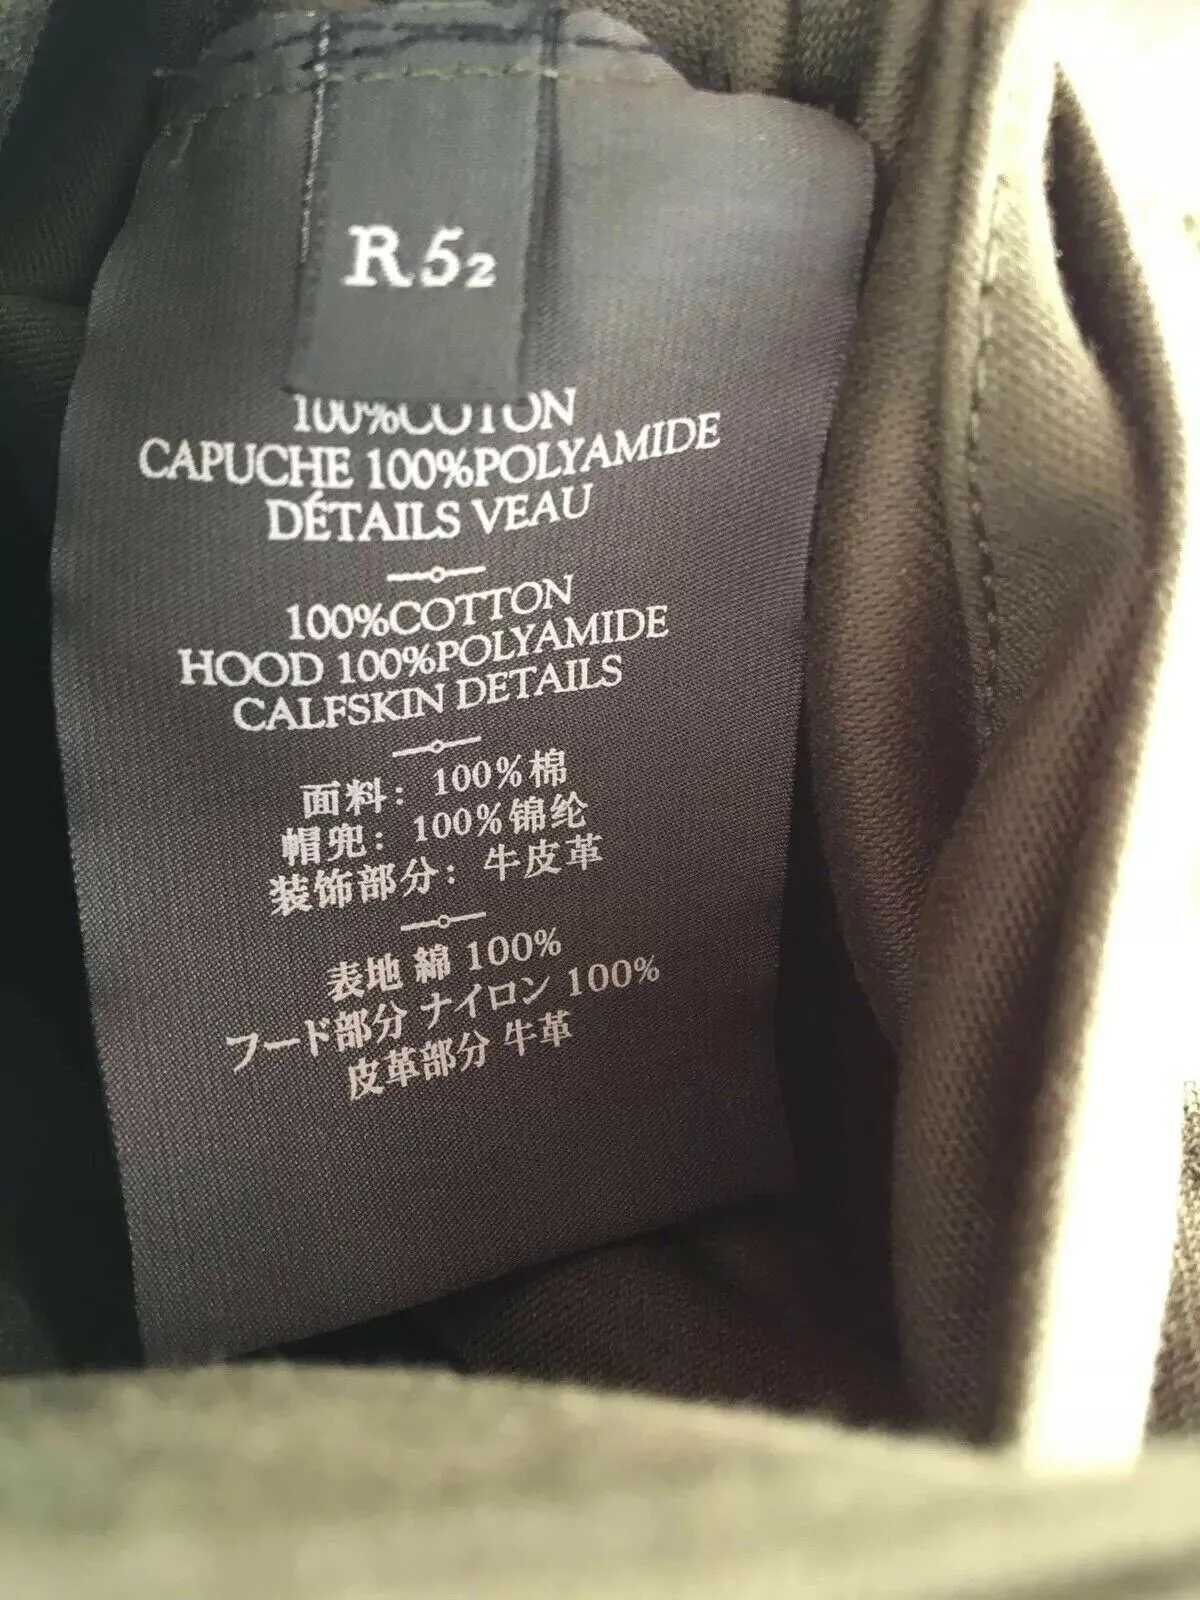 R 52
100%COTON
CAPUCHE 100%POLYAMIDE
DÉTAILS VEAU
100%COTTON
HOOD 100%POLYAMIDE
CALFSKIN DETAILS
面料: 100%棉
帽兜: 100%锦纶
装饰部分: 牛皮革
表地 綿 100%
フード部分 ナイロン 100%
皮革部分 牛革